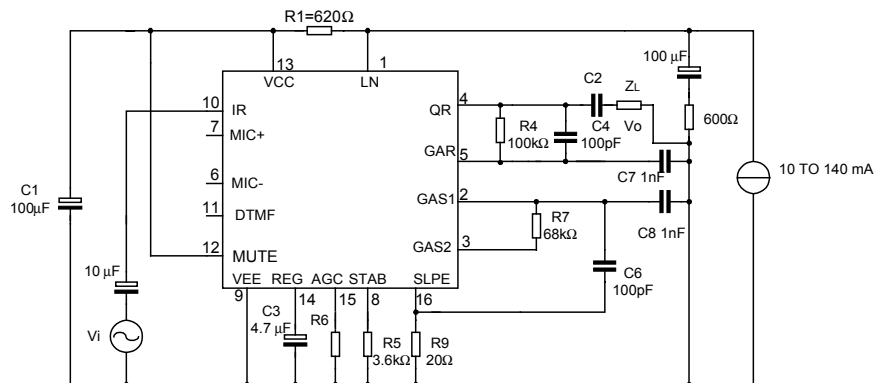 R1=620Ω
13
VCC
1
LN
100 µF
600Ω
10 TO 140 mA
C1
100µF
10 µF
Vi
10
IR
7
MIC+
6
MIC-
11
DTMF
12
MUTE
QR
4
GAR
5
GAS1
2
GAS2
3
VEE
REG
AGC
STAB
SLPE
9
14
15
8
16
C2
ZL
Vo
R4
100kΩ
C4
100pF
C7 1nF
R7
68kΩ
C8 1nF
C6
100pF
C3
4.7 µF
R6
R5
3.6kΩ
R9
20Ω